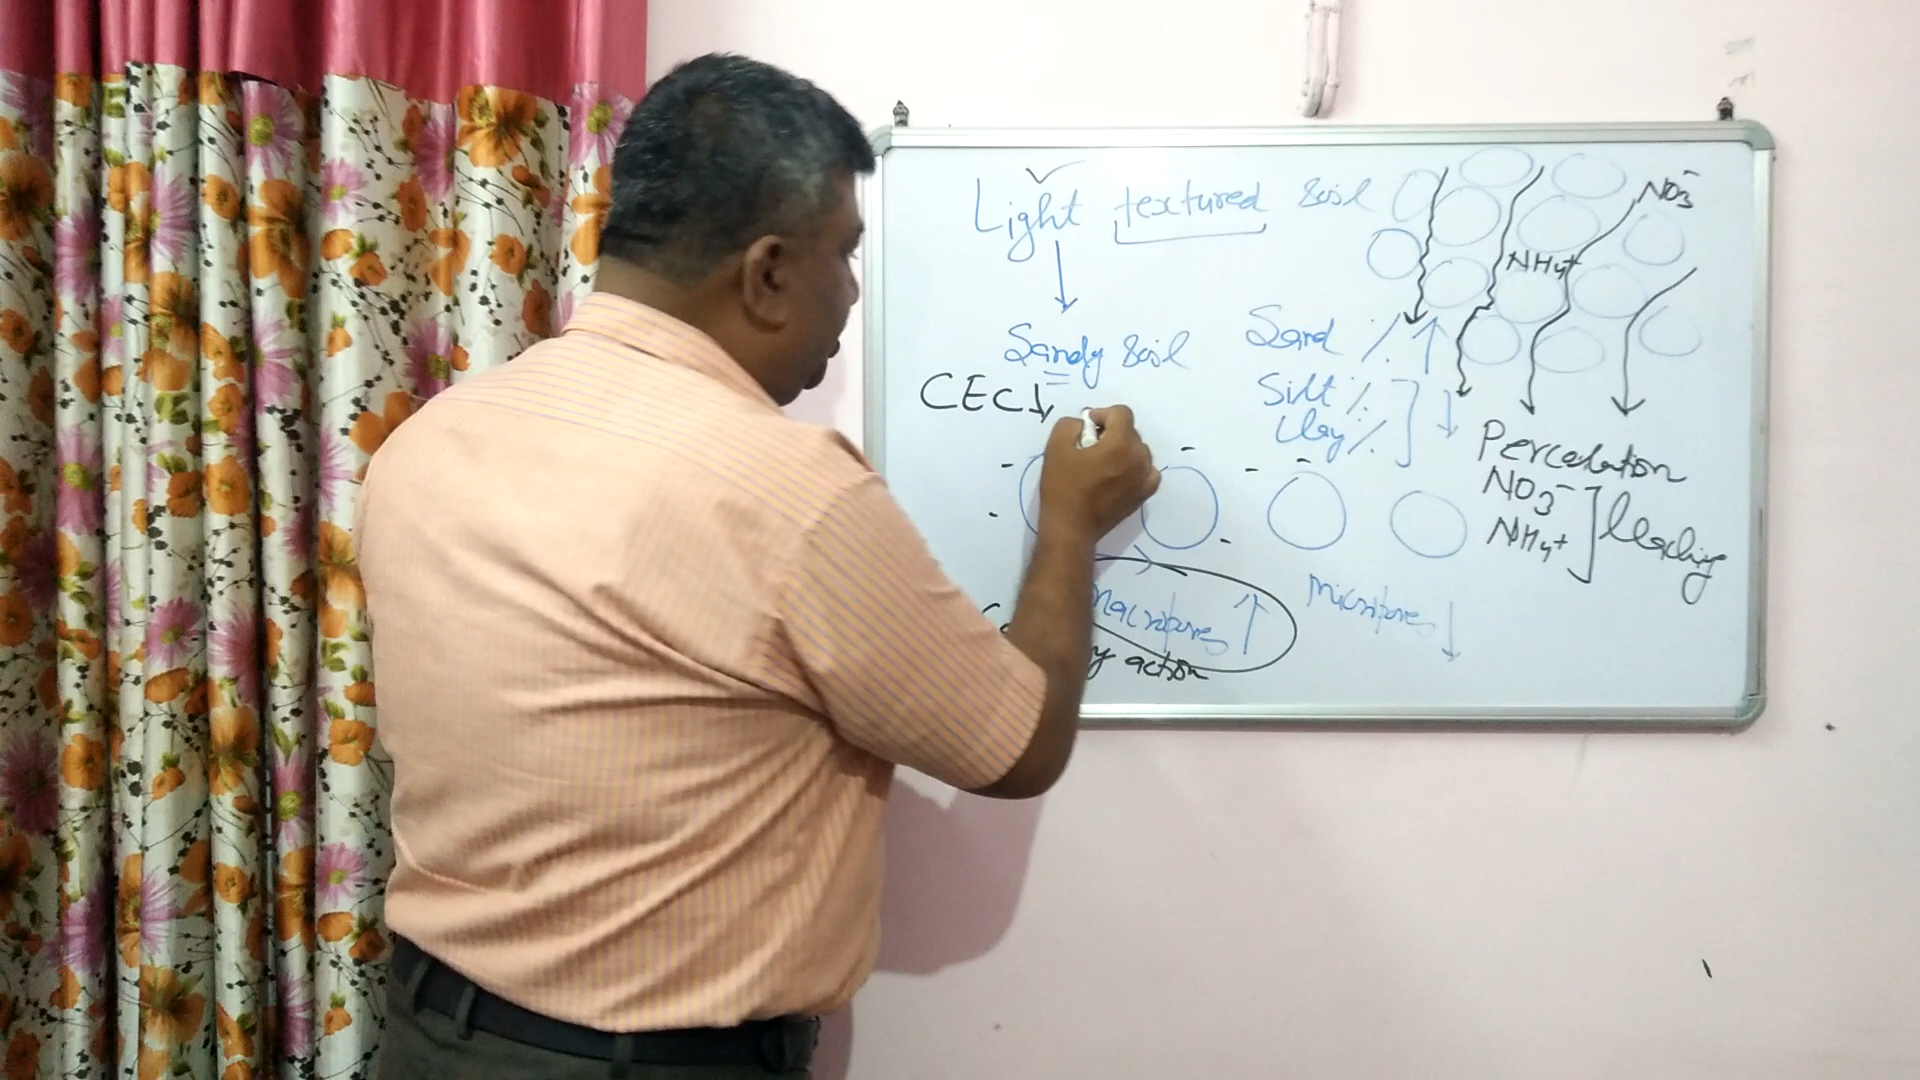 Light textured Soil
NO3-
NH4+
Sandy Soil
Sand % ↑
CEC ↓
Silt %
Clay % ↓
Percolation
NO3-
NH4+
leaching
Macropores ↑
Micropores ↓
action